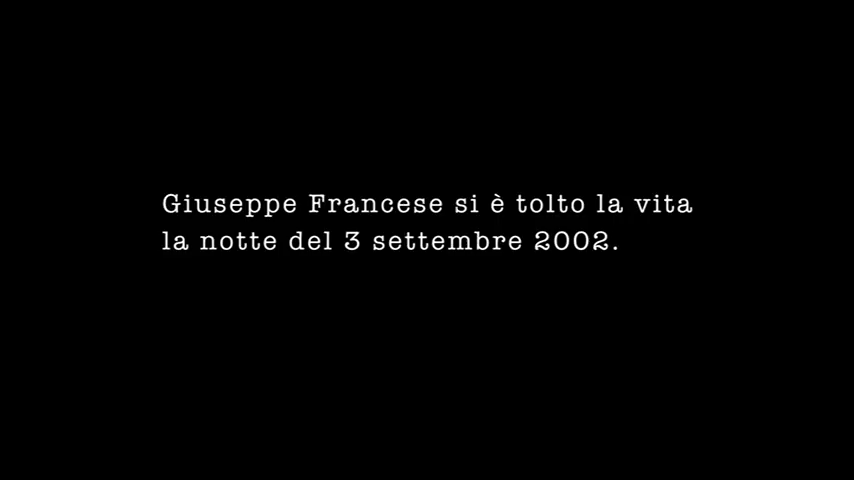 Giuseppe Francese si è tolto la vita
la notte del 3 settembre 2002.